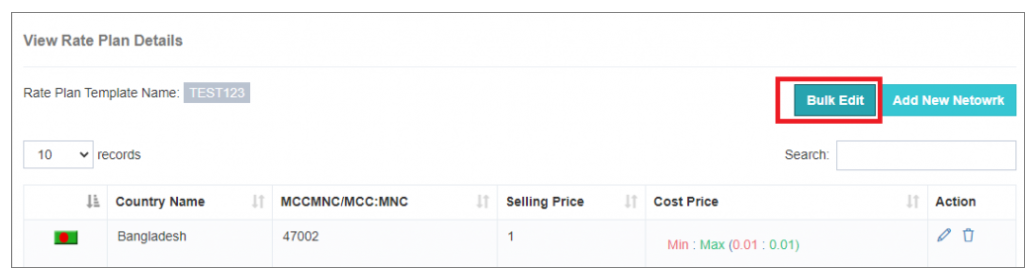 View Rate Plan Details
Rate Plan Template Name: TEST123
Bulk Edit Add New Netowrk
10 records Search:
Country Name MCCMNC/MCC:MNC Selling Price Cost Price Action
Bangladesh 47002 1 Min : Max (0.01 : 0.01)